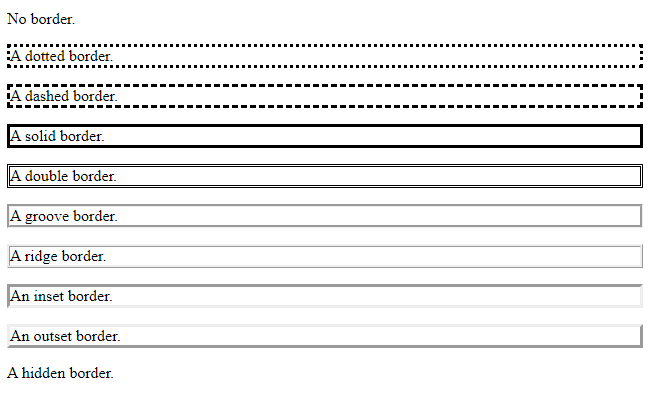 No border.
A dotted border.
A dashed border.
A solid border.
A double border.
A groove border.
A ridge border.
An inset border.
An outset border.
A hidden border.